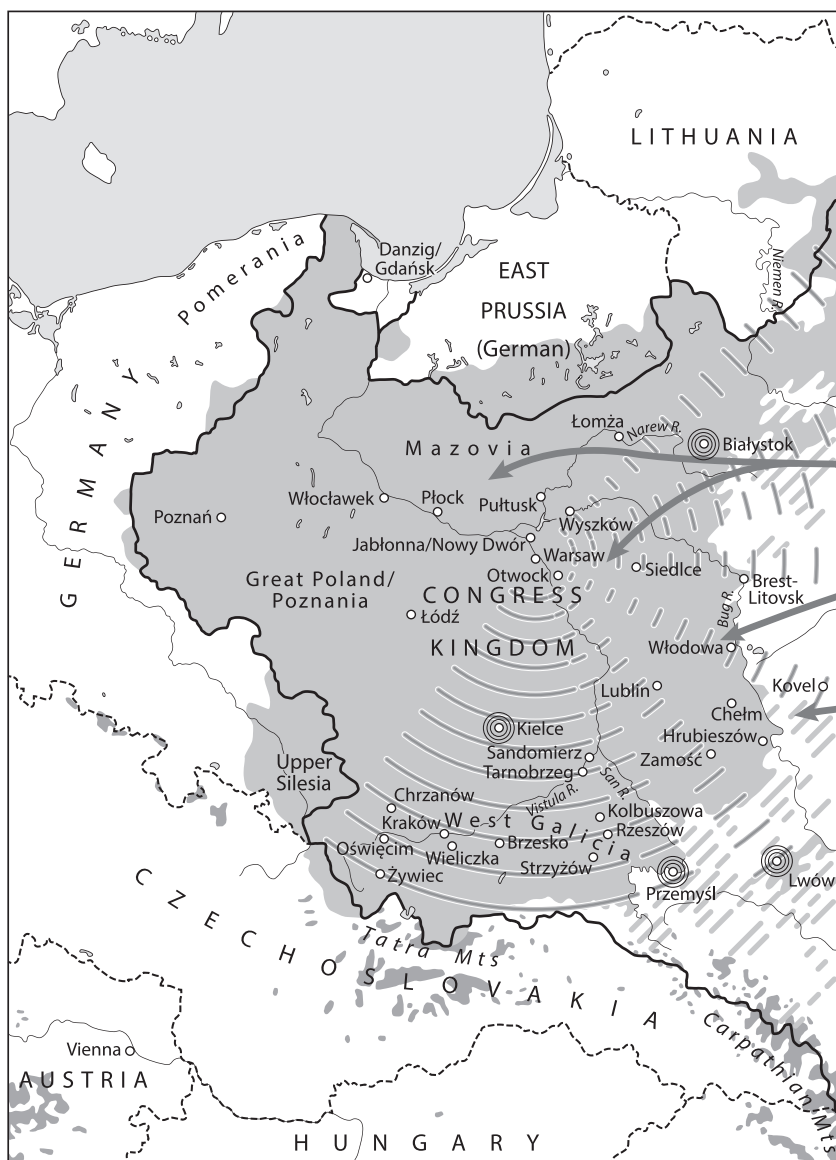 LITHUANIA
Niemen R.
Danzig/
Gdańsk
Pomerania
EAST
PRUSSIA
(German)
GERMANY
Łomża
Narew R.
Białystok
Mazovia
Włocławek
Płock
Pułtusk
Poznań
Wyszków
Jabłonna/Nowy Dwór
Warsaw
Otwock
Siedlce
Brest-
Litovsk
Bug R.
Great Poland/
Poznania
CONGRESS
KINGDOM
Łódź
Włodowa
Lublin
Kovel
Chełm
Hrubieszów
Zamość
Kielce
Sandomierz
Tarnobrzeg
San R.
Vistula R.
Upper
Silesia
Chrzanów
Kraków
West Galicia
Kolbuszowa
Rzeszów
Oświęcim
Wieliczka
Brzesko
Strzyżów
Żywiec
Przemyśl
Lwów
CZECHOSLOVAKIA
Tatra Mts
Carpathian Mts
Vienna
AUSTRIA
HUNGARY